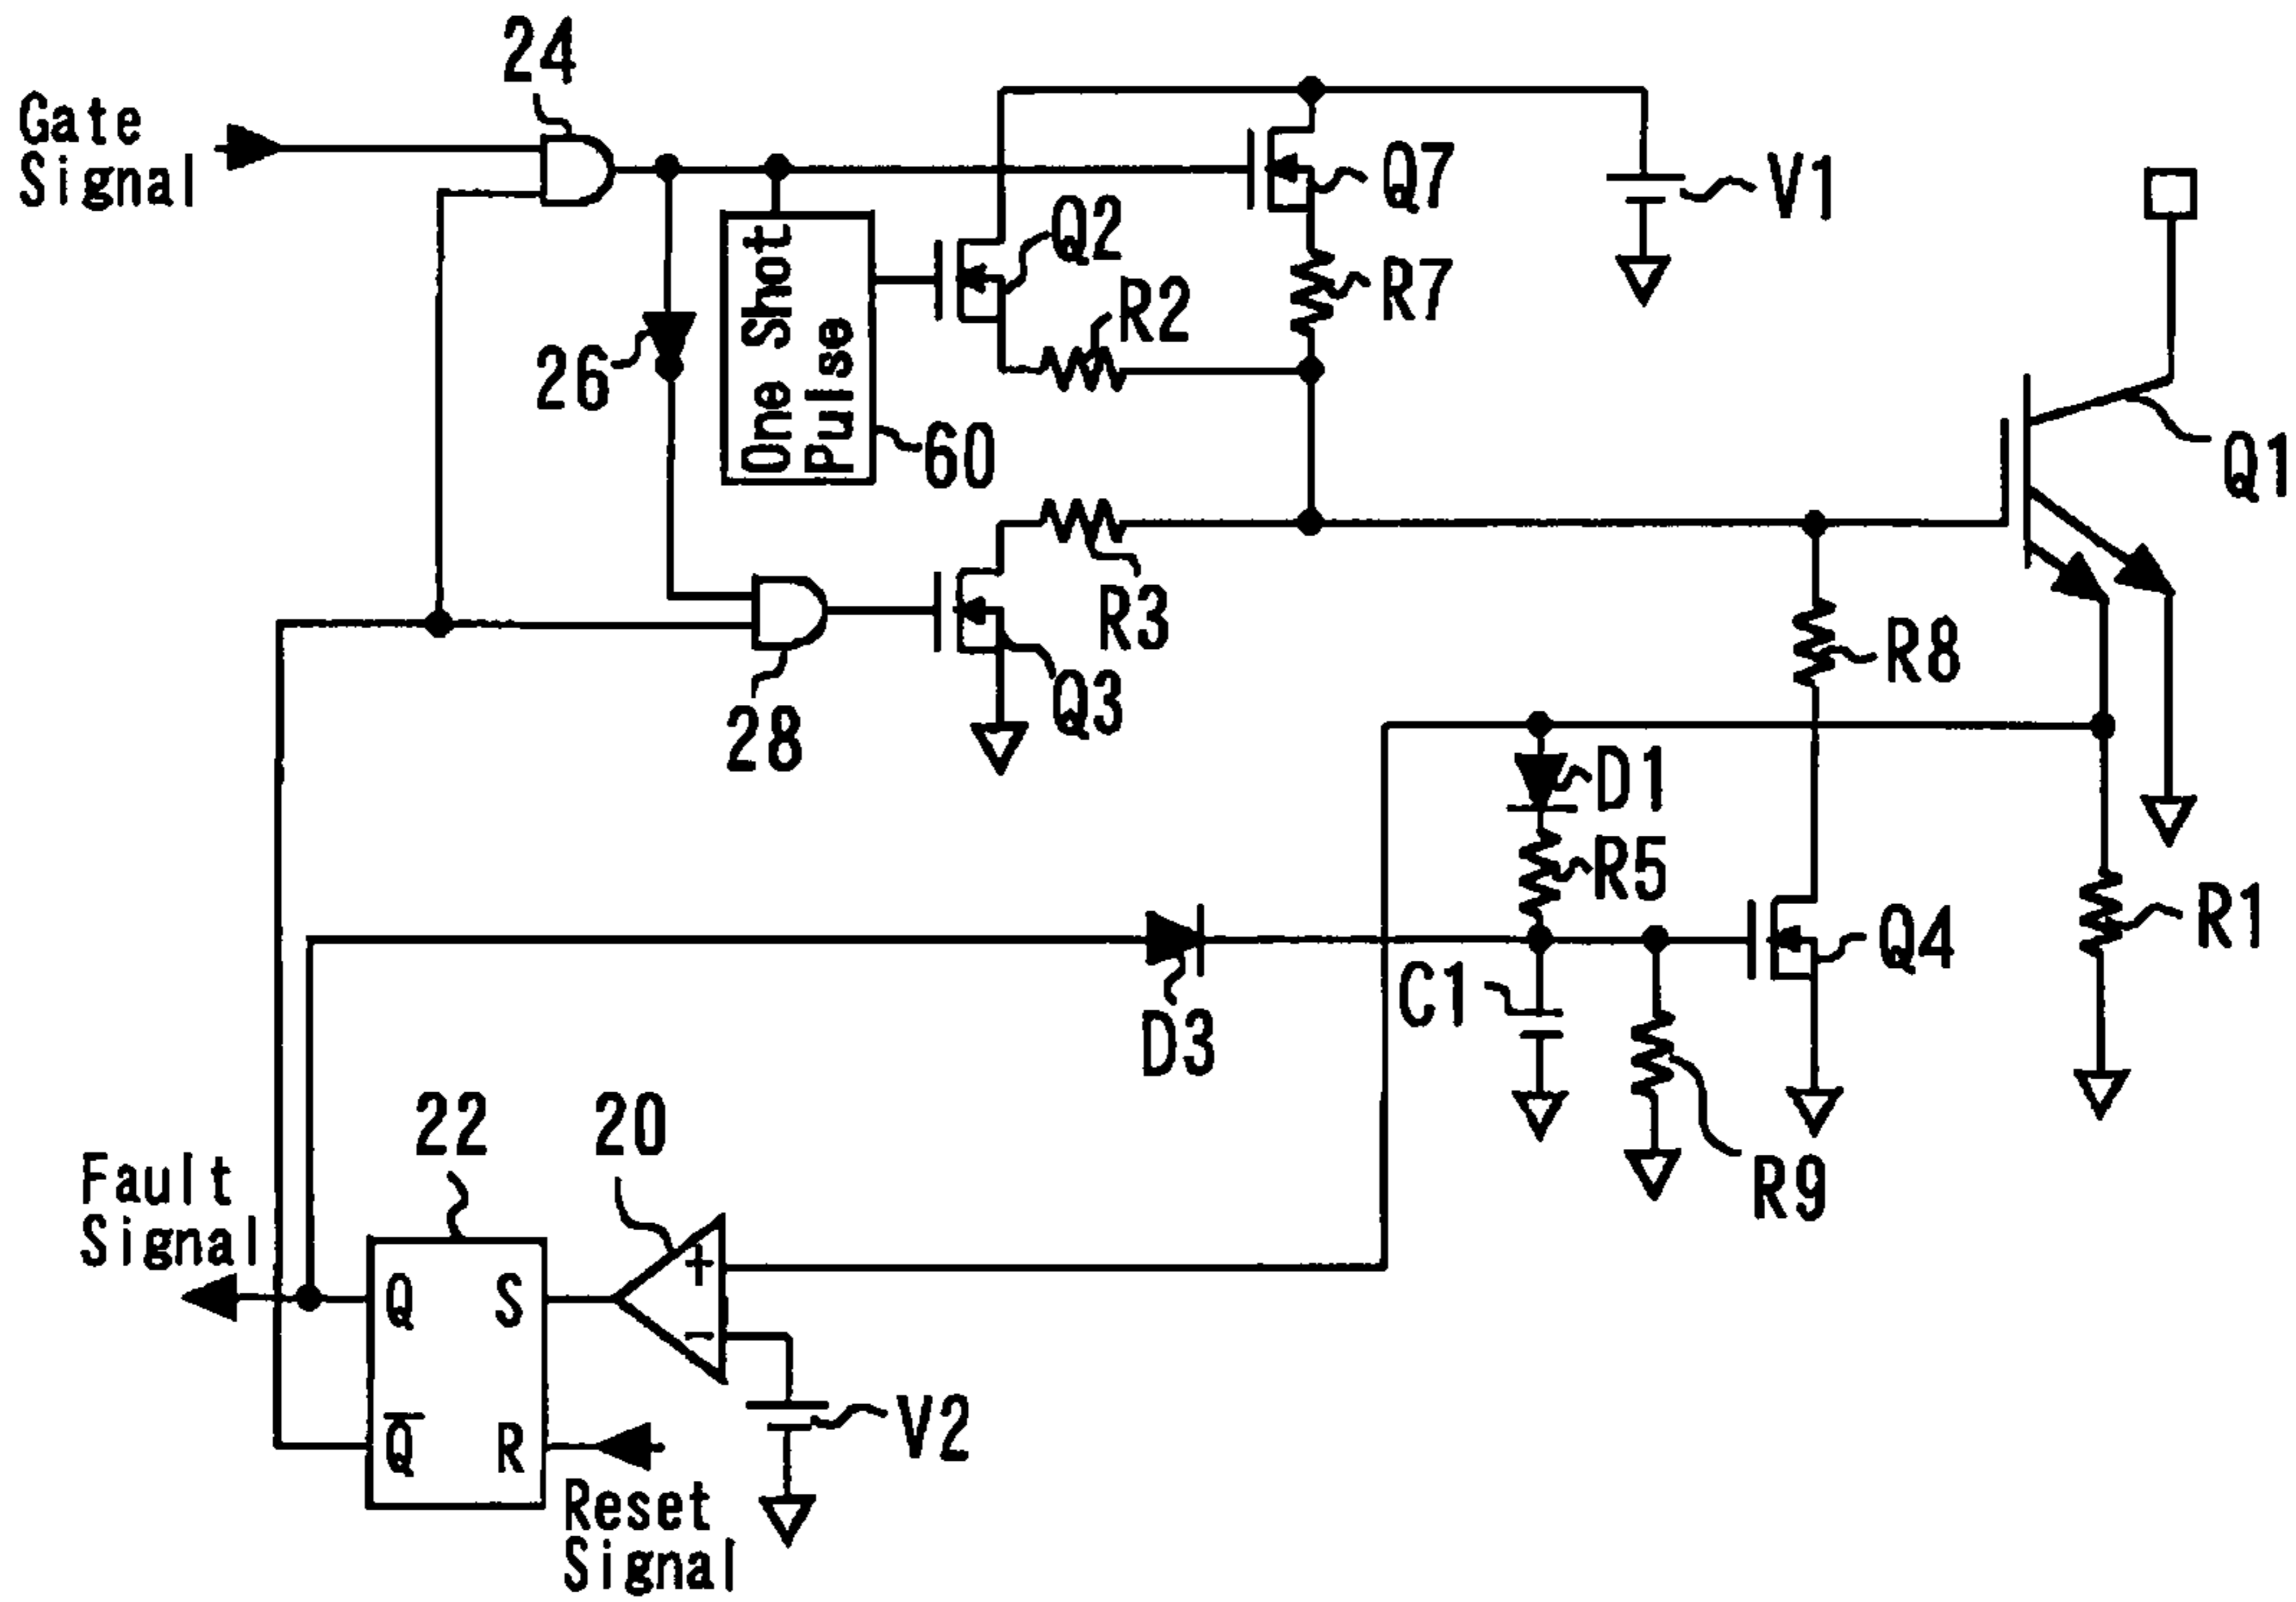 24
Gate
Signal
Q7
V1
Q2
R2
R7
One Shot
Pulse
26
60
Q1
R3
Q3
R8
28
D1
R5
R1
Q4
C1
D3
R9
22
20
Fault
Signal
Q
S
+
−
Q̅
R
V2
Reset
Signal